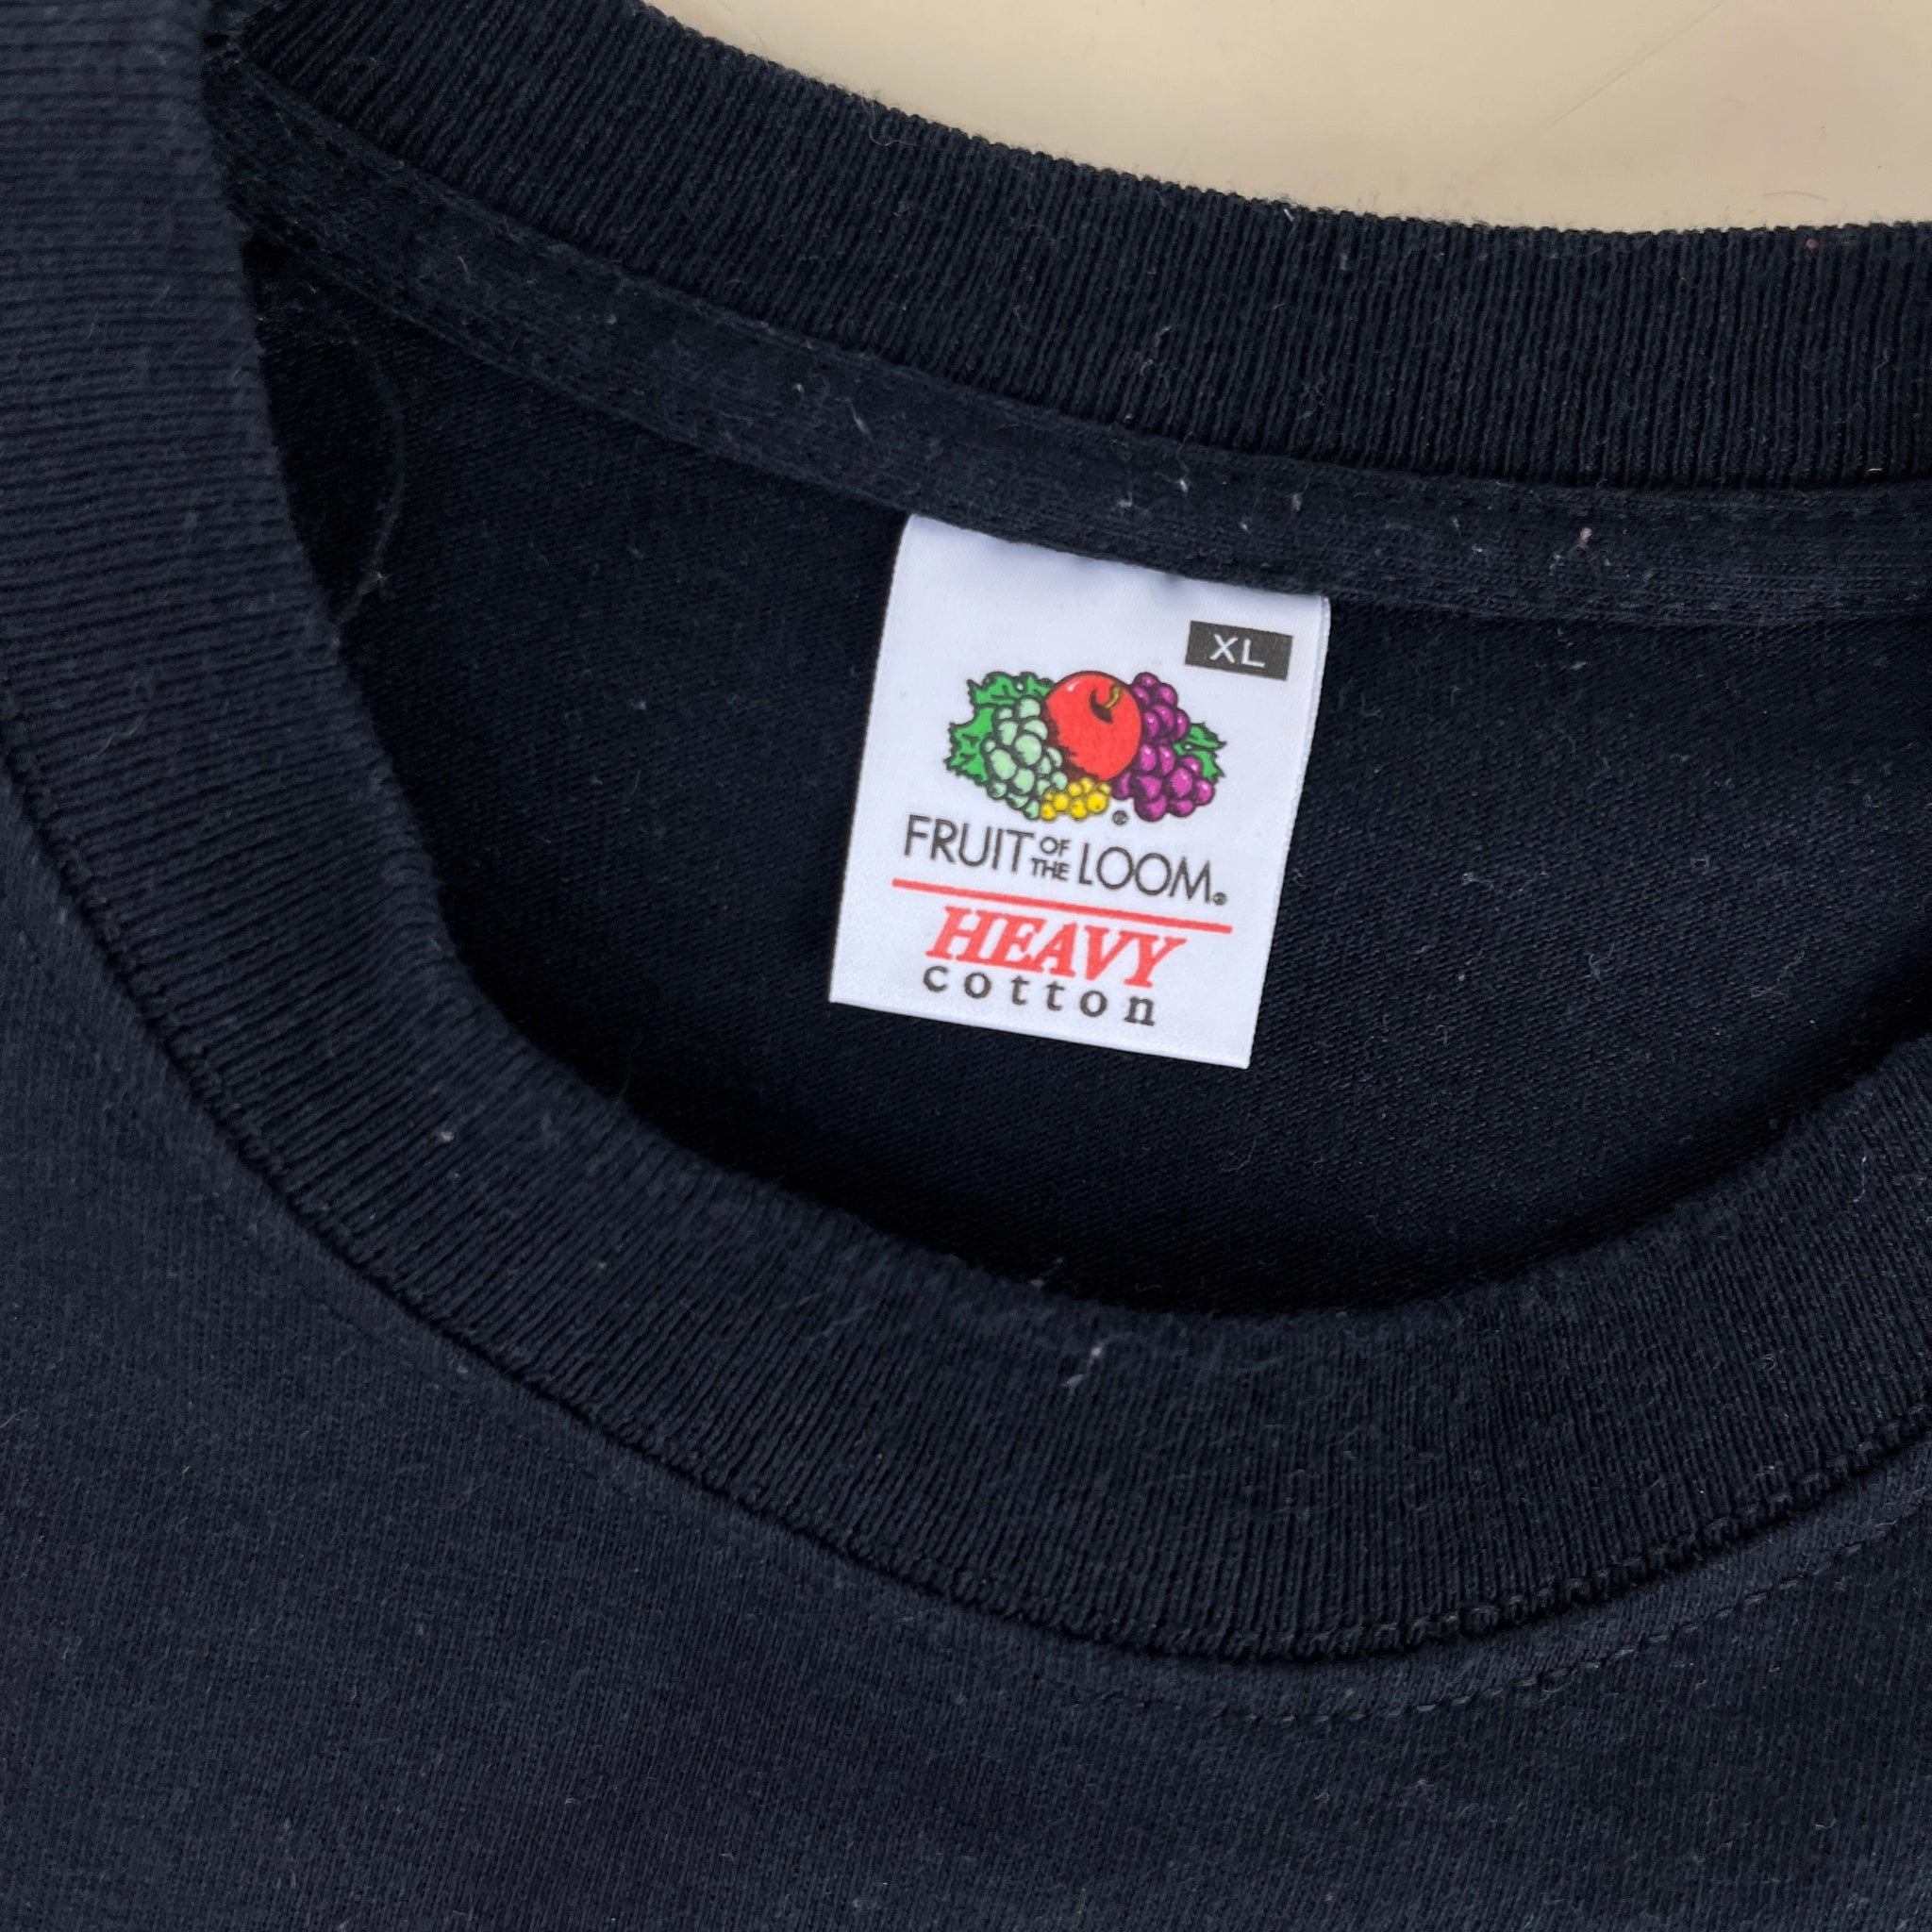 XL
FRUIT OF THE LOOM®
HEAVY
cotton